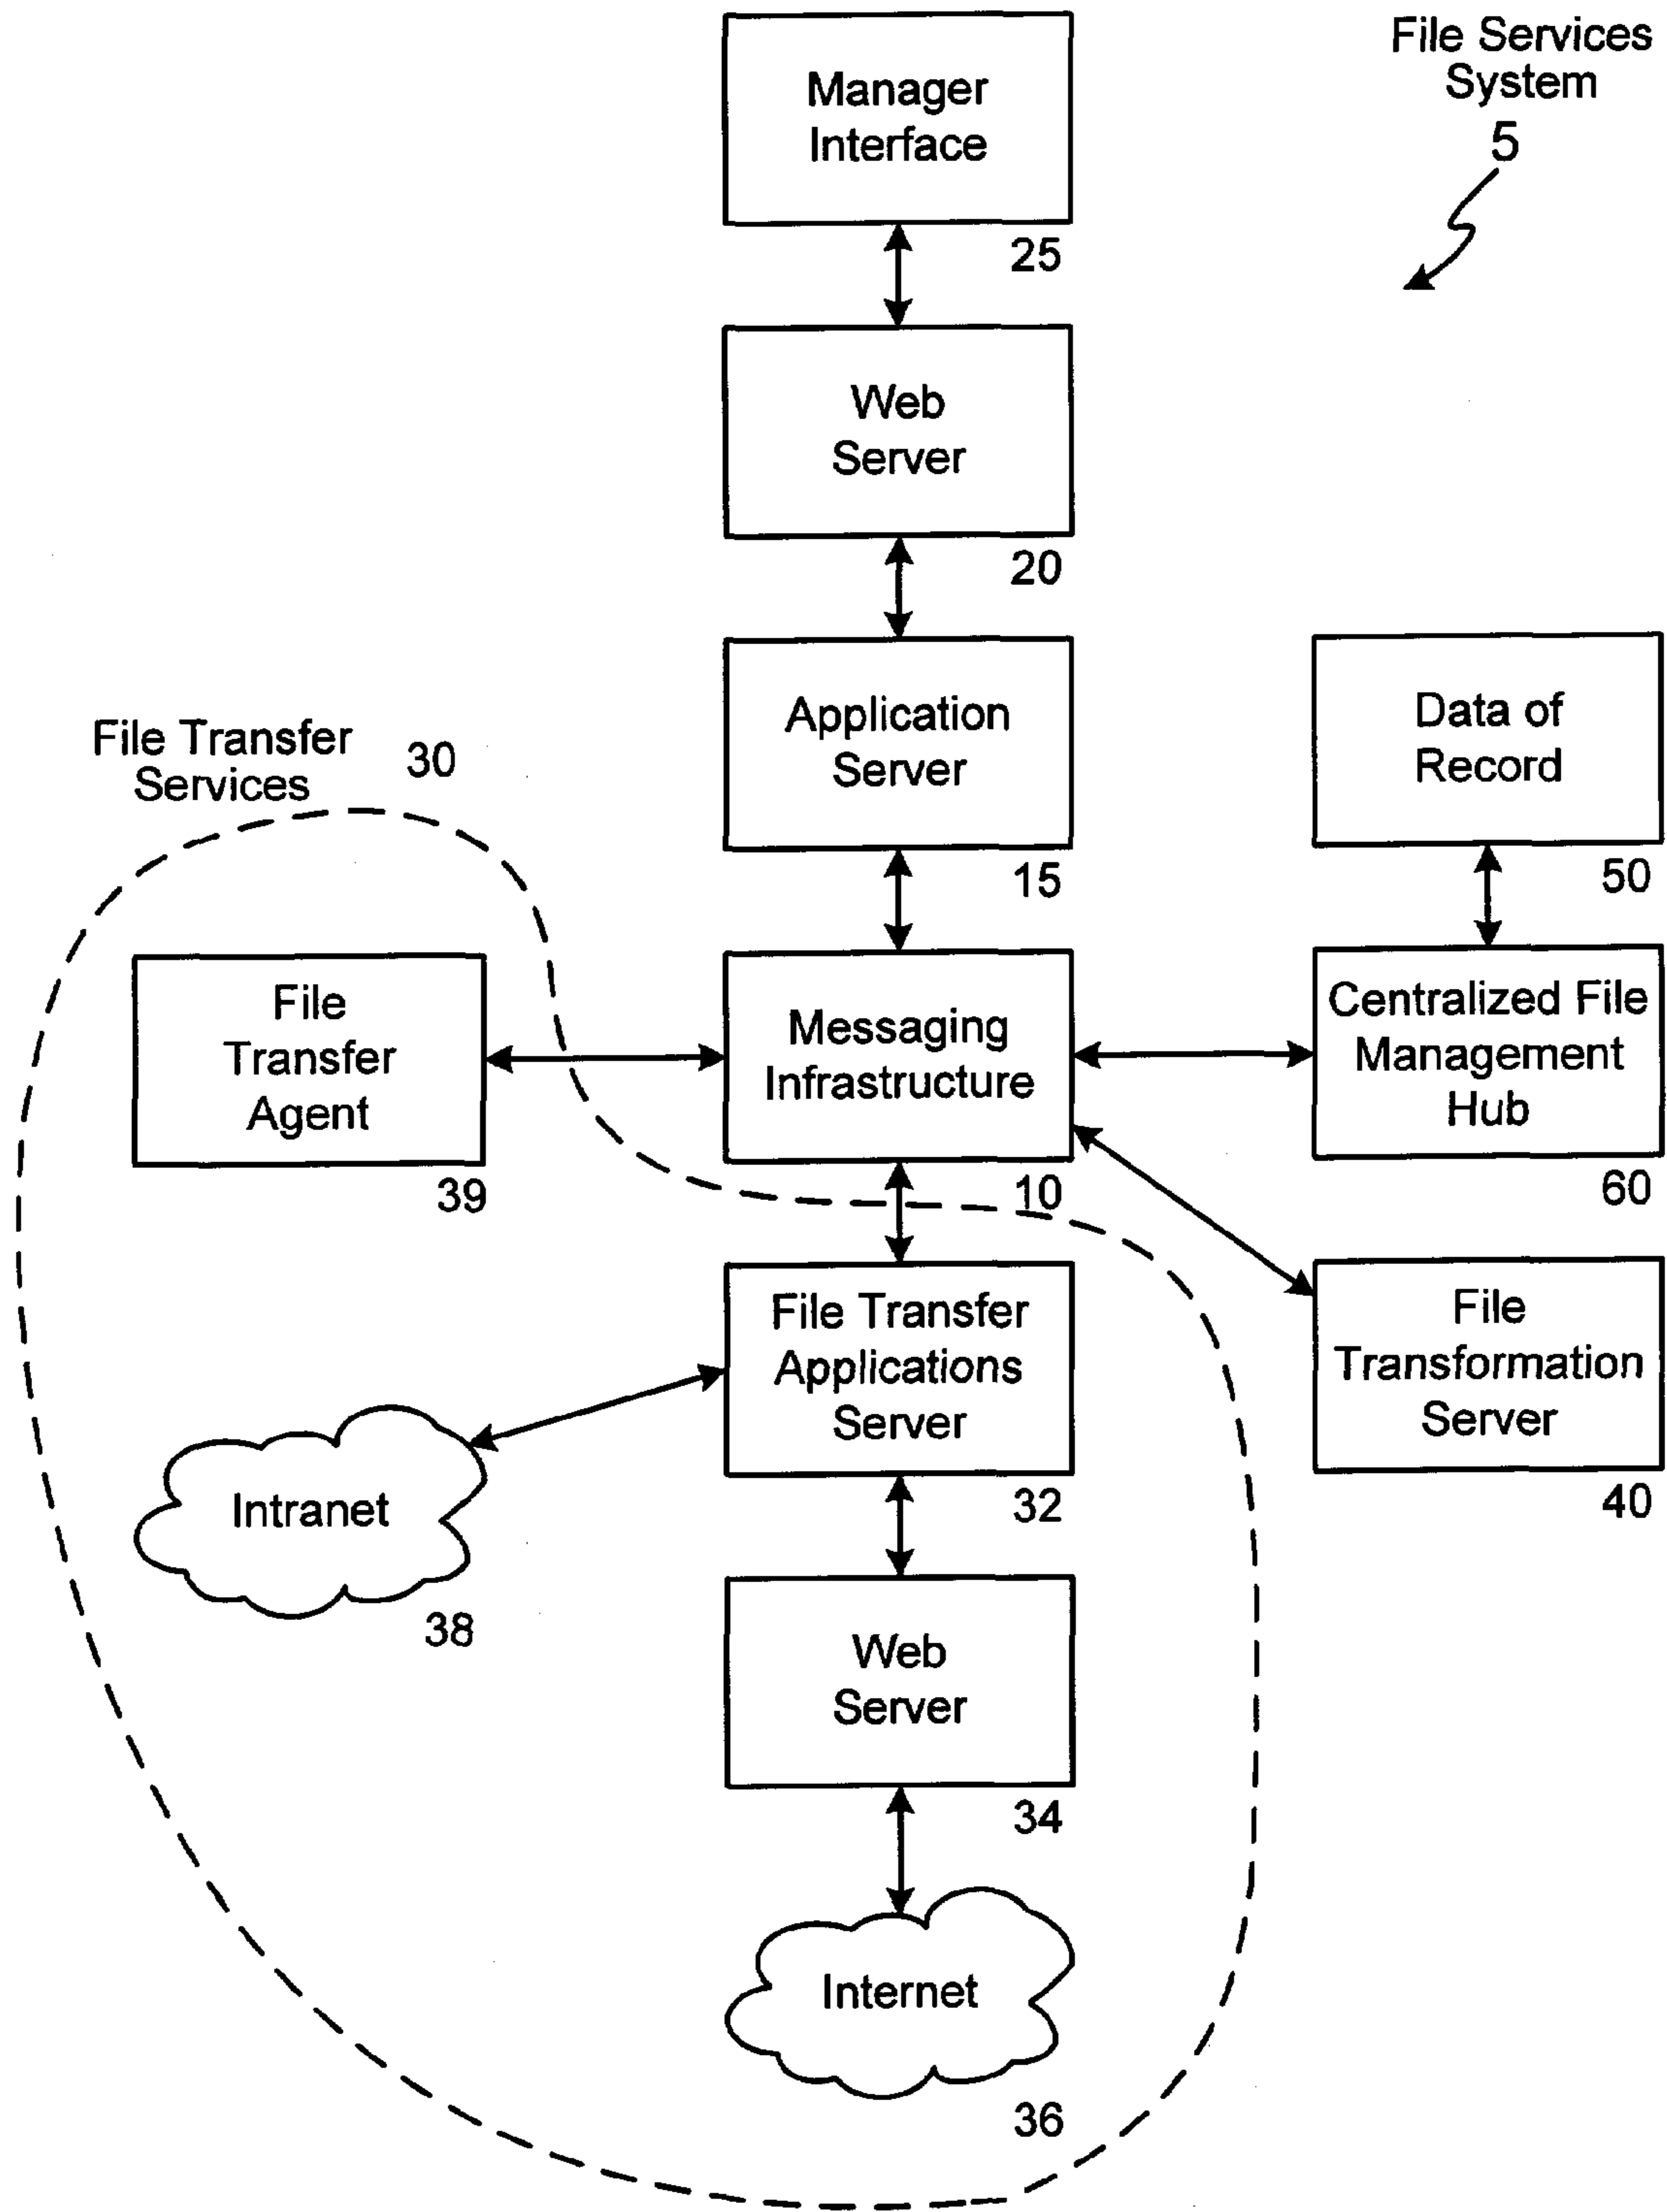 File Services
System
5
Manager
Interface
25
Web
Server
20
Application
Server
15
Data of
Record
50
File Transfer
Services
30
File
Transfer
Agent
39
Messaging
Infrastructure
10
Centralized File
Management
Hub
60
File Transfer
Applications
Server
32
File
Transformation
Server
40
Intranet
38
Web
Server
34
Internet
36